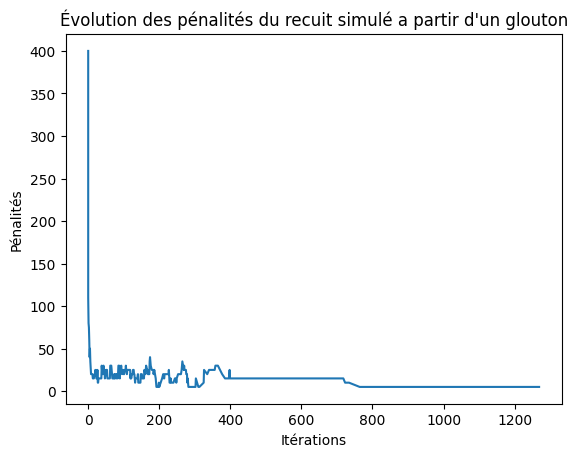 Évolution des pénalités du recuit simulé a partir d'un glouton
400
350
300
250
200
150
100
50
0
Pénalités
0 200 400 600 800 1000 1200
Itérations